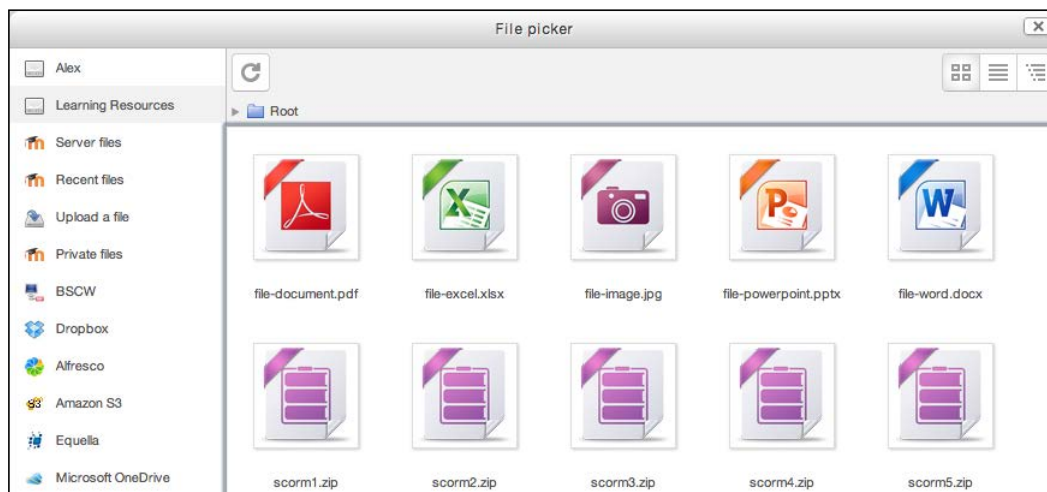 File picker
Alex
Learning Resources
Server files
Recent files
Upload a file
Private files
BSCW
Dropbox
Alfresco
Amazon S3
Equella
Microsoft OneDrive
Root
file-document.pdf
file-excel.xlsx
file-image.jpg
file-powerpoint.pptx
file-word.docx
scorm1.zip
scorm2.zip
scorm3.zip
scorm4.zip
scorm5.zip